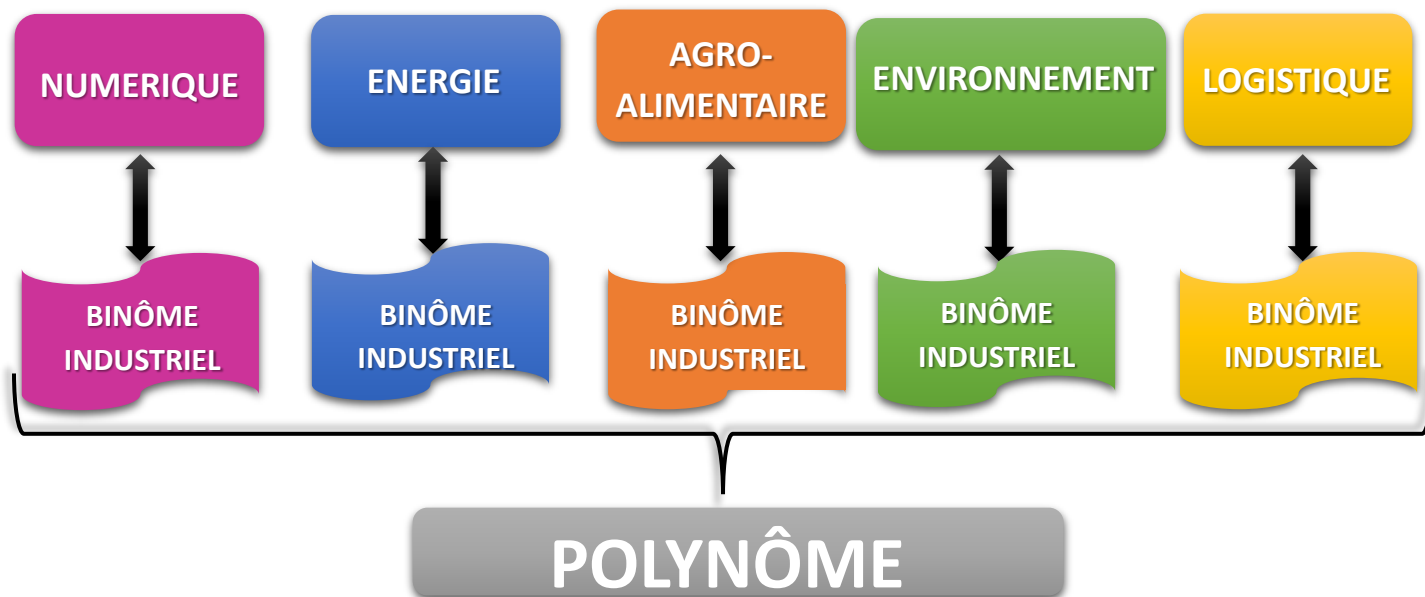 NUMERIQUE
ENERGIE
AGRO-
ALIMENTAIRE
ENVIRONNEMENT
LOGISTIQUE
BINÔME
INDUSTRIEL
BINÔME
INDUSTRIEL
BINÔME
INDUSTRIEL
BINÔME
INDUSTRIEL
BINÔME
INDUSTRIEL
POLYNÔME